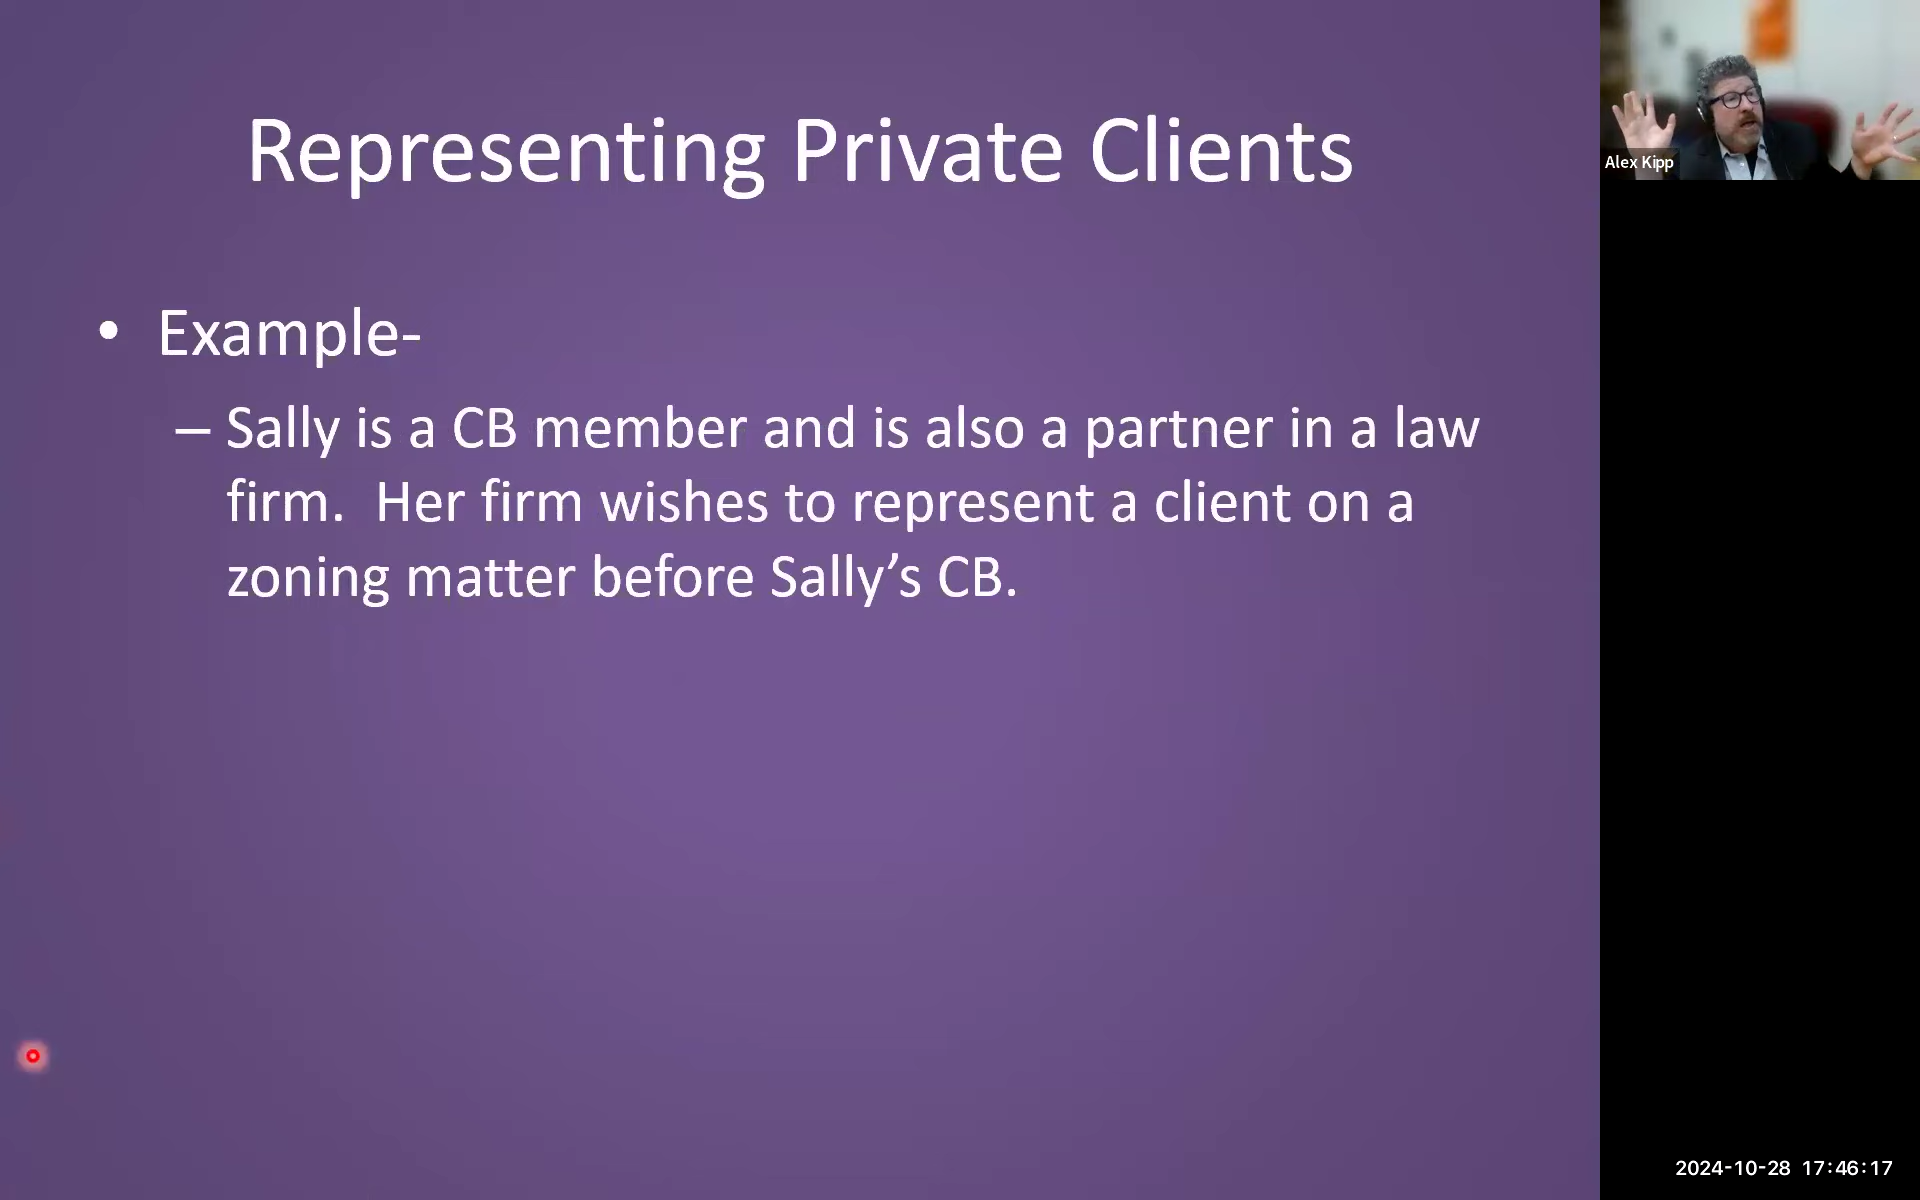 Representing Private Clients
• Example-
– Sally is a CB member and is also a partner in a law
firm.  Her firm wishes to represent a client on a
zoning matter before Sally’s CB.
Alex Kipp
2024-10-28 17:46:17